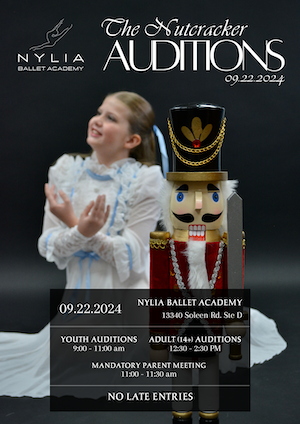 NYLIA
BALLET ACADEMY
The Nutcracker
AUDITIONS
09.22.2024
09.22.2024
NYLIA BALLET ACADEMY
13340 Soleen Rd. Ste D
YOUTH AUDITIONS
9:00 - 11:00 am
ADULT (14+) AUDITIONS
12:30 - 2:30 PM
MANDATORY PARENT MEETING
11:00 - 11:30 am
NO LATE ENTRIES